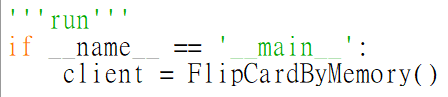 '''run'''
if __name__ == '__main__':
    client = FlipCardByMemory()